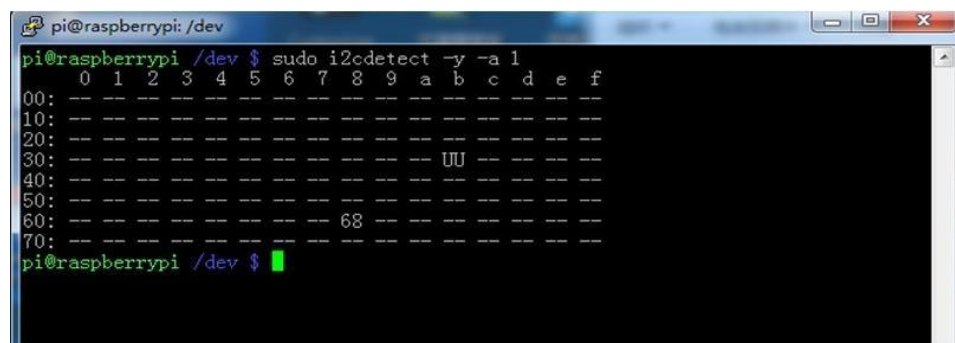 pi@raspberrypi: /dev
pi@raspberrypi /dev $ sudo i2cdetect -y -a 1
     0  1  2  3  4  5  6  7  8  9  a  b  c  d  e  f
00: -- -- -- -- -- -- -- -- -- -- -- -- -- -- -- --
10: -- -- -- -- -- -- -- -- -- -- -- -- -- -- -- --
20: -- -- -- -- -- -- -- -- -- -- -- -- -- -- -- --
30: -- -- -- -- -- -- -- -- -- -- -- UU -- -- -- --
40: -- -- -- -- -- -- -- -- -- -- -- -- -- -- -- --
50: -- -- -- -- -- -- -- -- -- -- -- -- -- -- -- --
60: -- -- -- -- -- -- -- -- 68 -- -- -- -- -- -- --
70: -- -- -- -- -- -- -- -- -- -- -- -- -- -- -- --
pi@raspberrypi /dev $